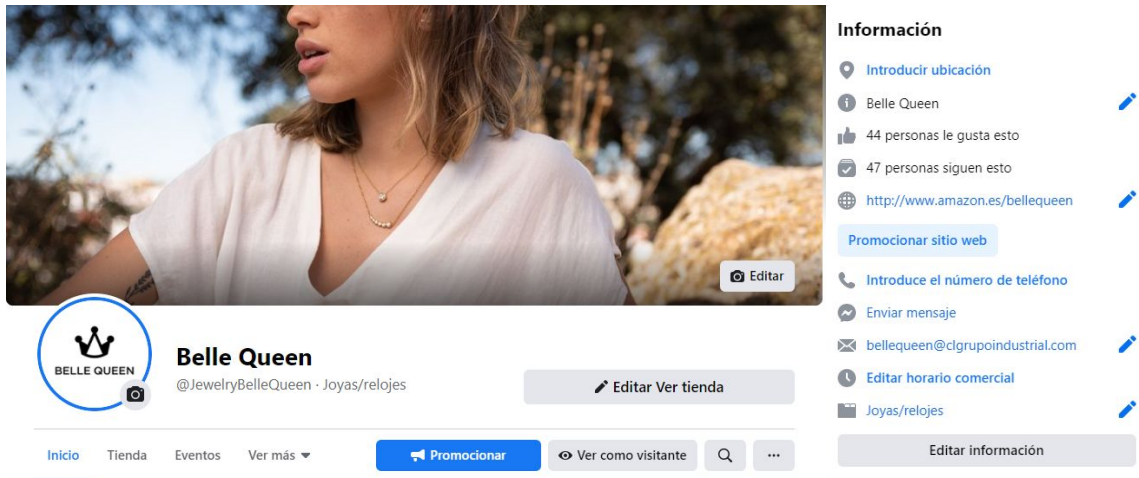 Editar
BELLE QUEEN
Belle Queen
@JewelryBelleQueen · Joyas/relojes
Editar Ver tienda
Inicio Tienda Eventos Ver más
Promocionar
Ver como visitante
Información
Introducir ubicación
Belle Queen
44 personas le gusta esto
47 personas siguen esto
http://www.amazon.es/bellequeen
Promocionar sitio web
Introduce el número de teléfono
Enviar mensaje
bellequeen@clgrupoindustrial.com
Editar horario comercial
Joyas/relojes
Editar información